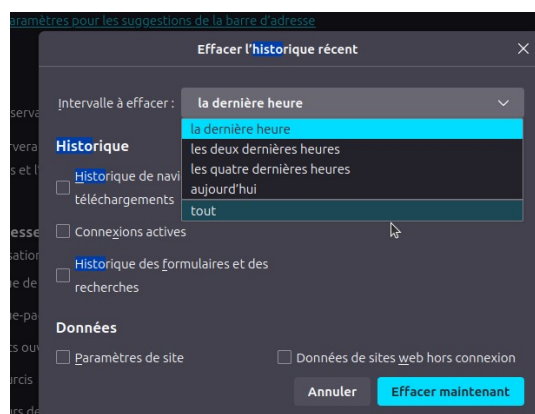 paramètres pour les suggestions de la barre d'adresse
Effacer l'historique récent
Intervalle à effacer :
la dernière heure
la dernière heure
les deux dernières heures
les quatre dernières heures
aujourd'hui
tout
Historique
Historique de navi
téléchargements
Connexions actives
Historique des formulaires et des
recherches
Données
Paramètres de site
Données de sites web hors connexion
Annuler
Effacer maintenant